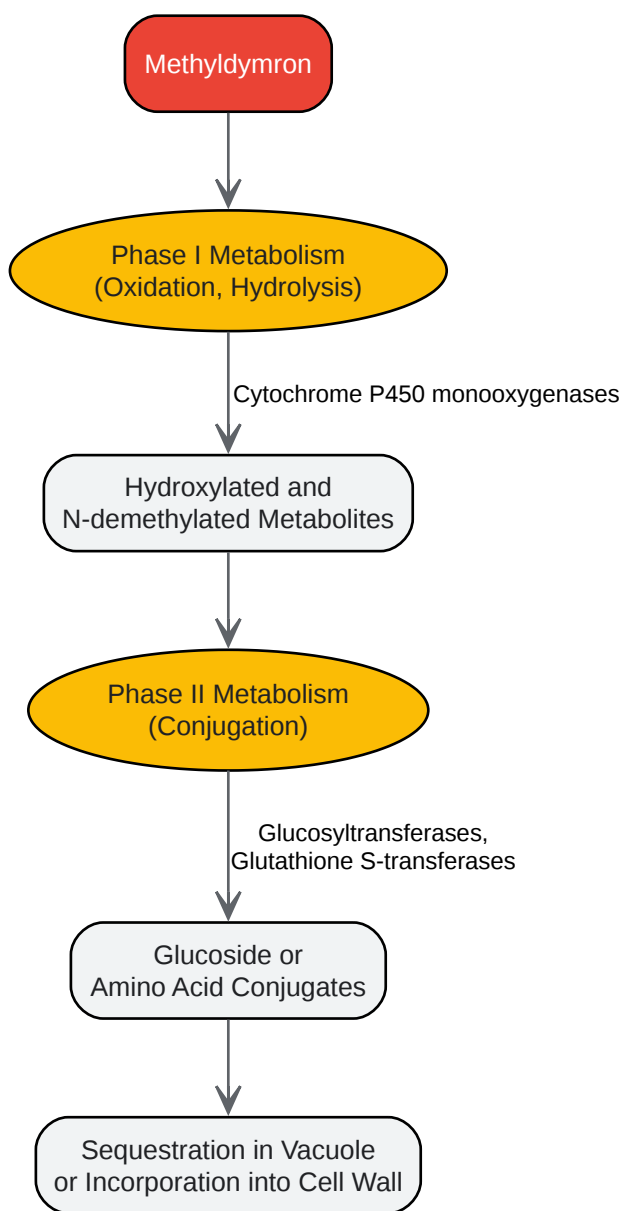 Methyldymron
Phase I Metabolism
(Oxidation, Hydrolysis)
Cytochrome P450 monooxygenases
Hydroxylated and
N-demethylated Metabolites
Phase II Metabolism
(Conjugation)
Glucosyltransferases,
Glutathione S-transferases
Glucoside or
Amino Acid Conjugates
Sequestration in Vacuole
or Incorporation into Cell Wall